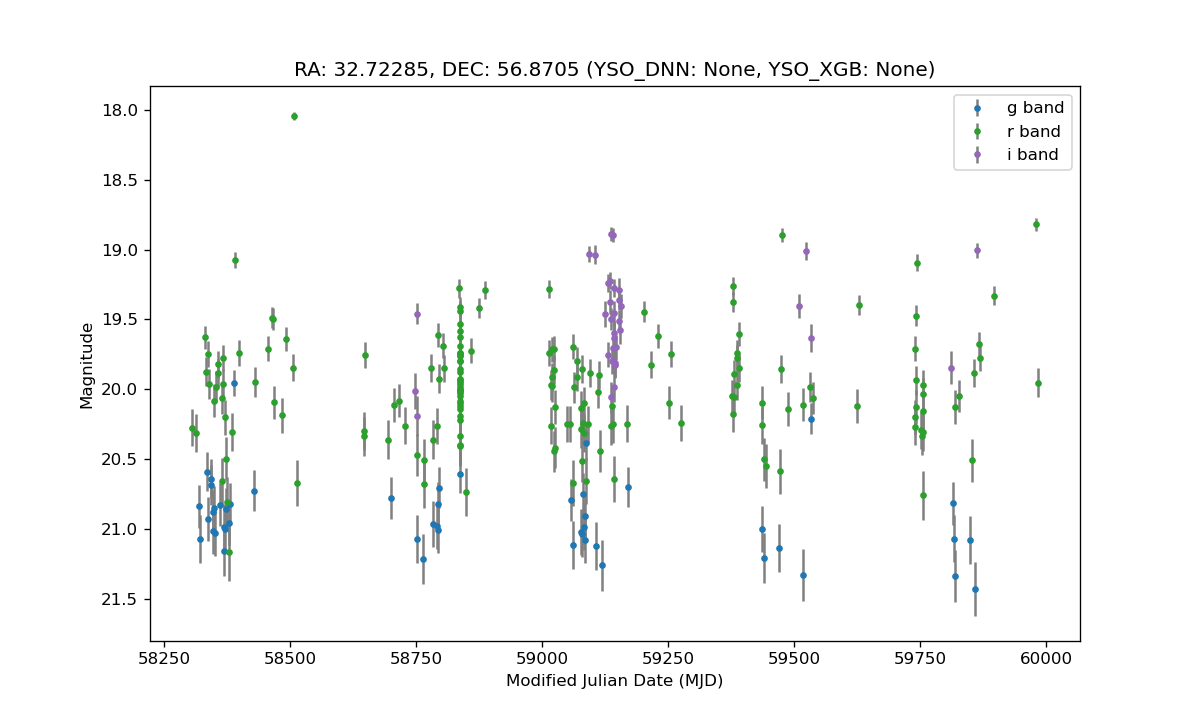 RA: 32.72285, DEC: 56.8705 (YSO_DNN: None, YSO_XGB: None)
g band
r band
i band
18.0
18.5
19.0
19.5
20.0
20.5
21.0
21.5
Magnitude
58250 58500 58750 59000 59250 59500 59750 60000
Modified Julian Date (MJD)